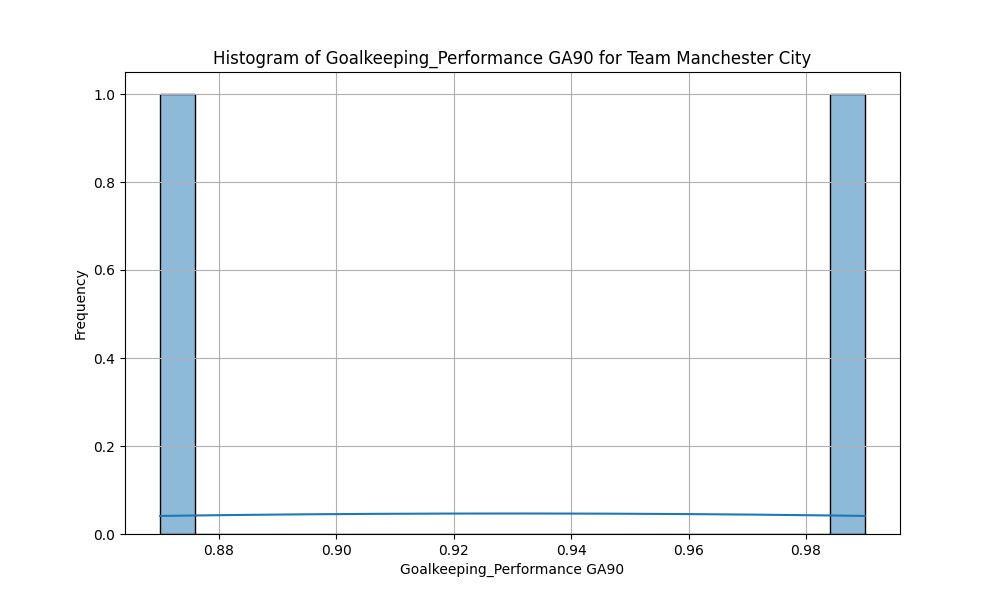 Histogram of Goalkeeping_Performance GA90 for Team Manchester City
1.0
0.8
0.6
0.4
0.2
0.0
Frequency
0.88 0.90 0.92 0.94 0.96 0.98
Goalkeeping_Performance GA90